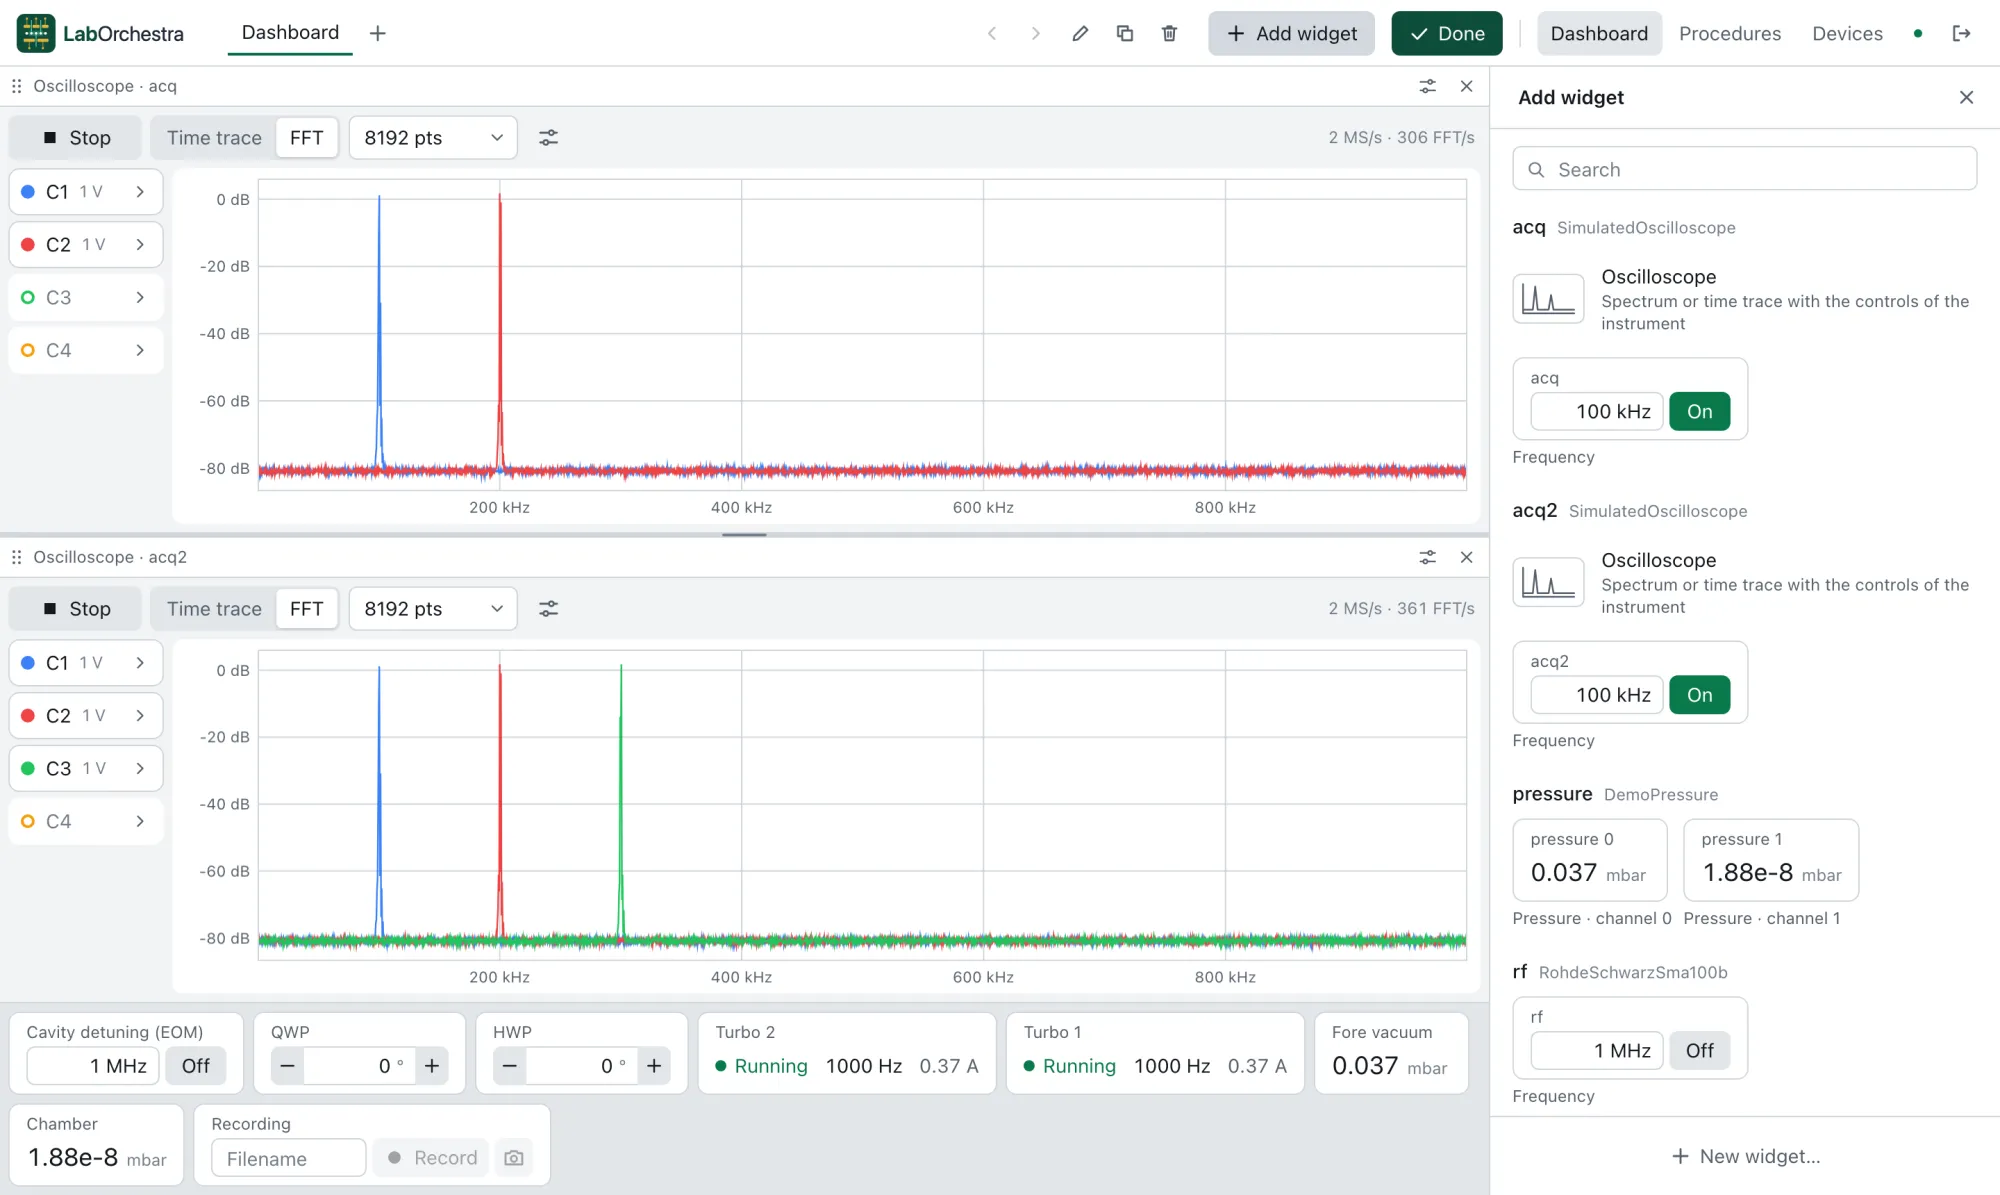 LabOrchestra
Dashboard
Add widget
Done
Dashboard
Procedures
Devices
Oscilloscope · acq
Stop
Time trace
FFT
8192 pts
2 MS/s · 306 FFT/s
C1 1 V
C2 1 V
C3
C4
0 dB
-20 dB
-40 dB
-60 dB
-80 dB
200 kHz
400 kHz
600 kHz
800 kHz
Oscilloscope · acq2
Stop
Time trace
FFT
8192 pts
2 MS/s · 361 FFT/s
C1 1 V
C2 1 V
C3 1 V
C4
0 dB
-20 dB
-40 dB
-60 dB
-80 dB
200 kHz
400 kHz
600 kHz
800 kHz
Cavity detuning (EOM)
1 MHz
Off
QWP
− 0 ° +
HWP
− 0 ° +
Turbo 2
Running 1000 Hz 0.37 A
Turbo 1
Running 1000 Hz 0.37 A
Fore vacuum
0.037 mbar
Chamber
1.88e-8 mbar
Recording
Filename
Record
Add widget
Search
acq SimulatedOscilloscope
Oscilloscope
Spectrum or time trace with the controls of the
instrument
acq
100 kHz
On
Frequency
acq2 SimulatedOscilloscope
Oscilloscope
Spectrum or time trace with the controls of the
instrument
acq2
100 kHz
On
Frequency
pressure DemoPressure
pressure 0
0.037 mbar
Pressure · channel 0
pressure 1
1.88e-8 mbar
Pressure · channel 1
rf RohdeSchwarzSma100b
rf
1 MHz
Off
Frequency
New widget...